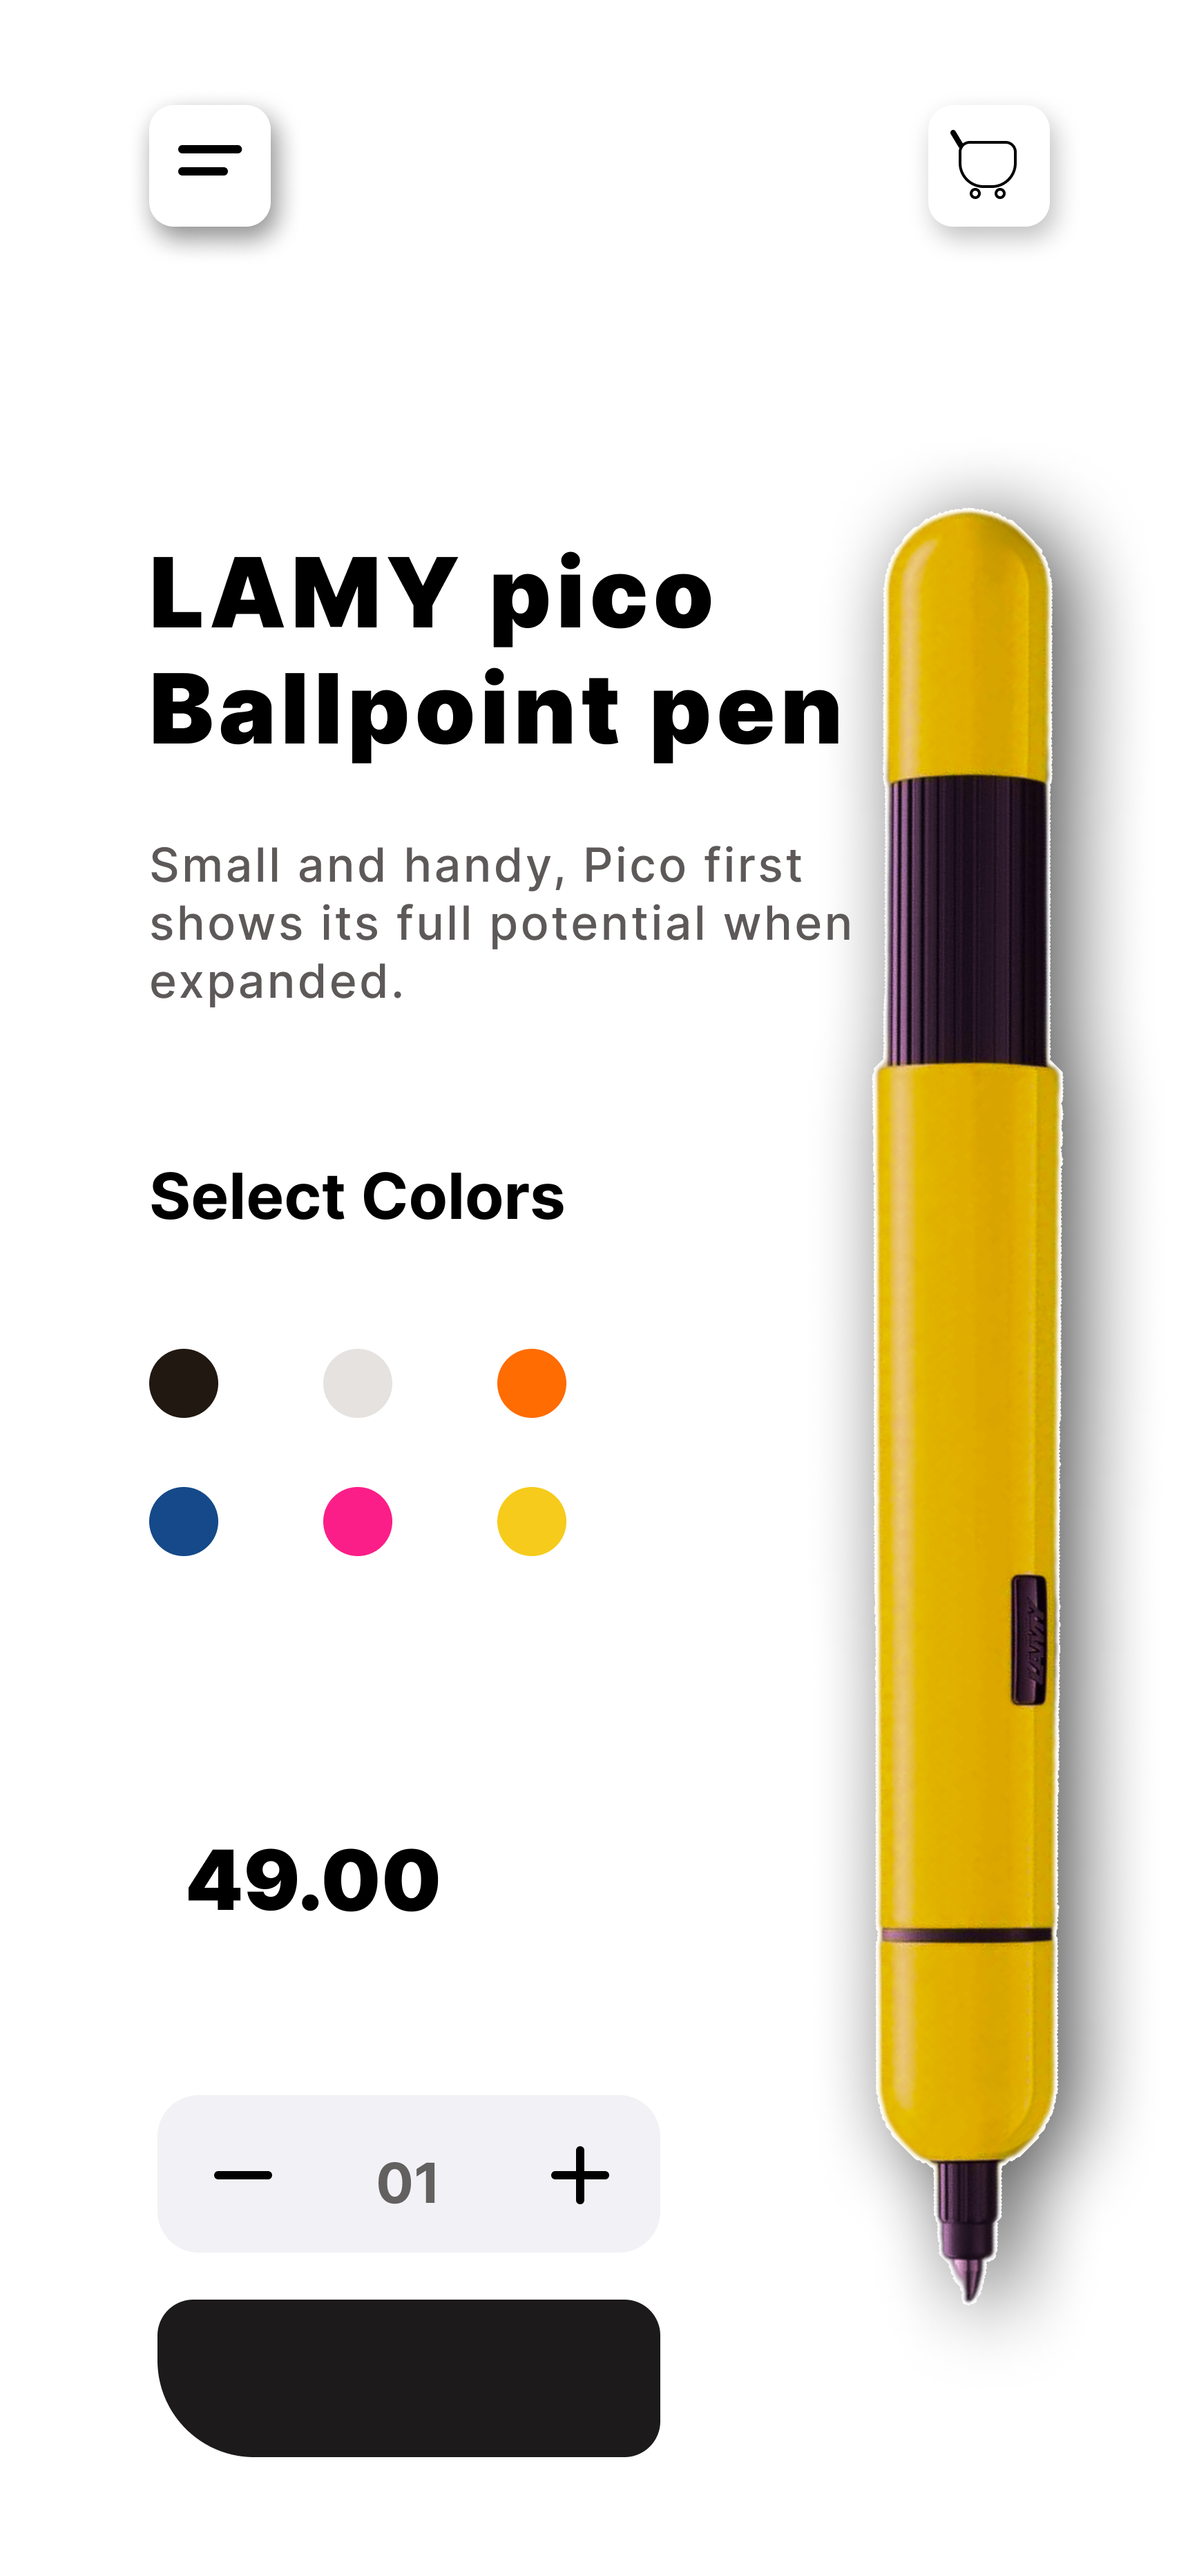 LAMY pico
Ballpoint pen
Small and handy, Pico first
shows its full potential when
expanded.
Select Colors
LAMY
49.00
01